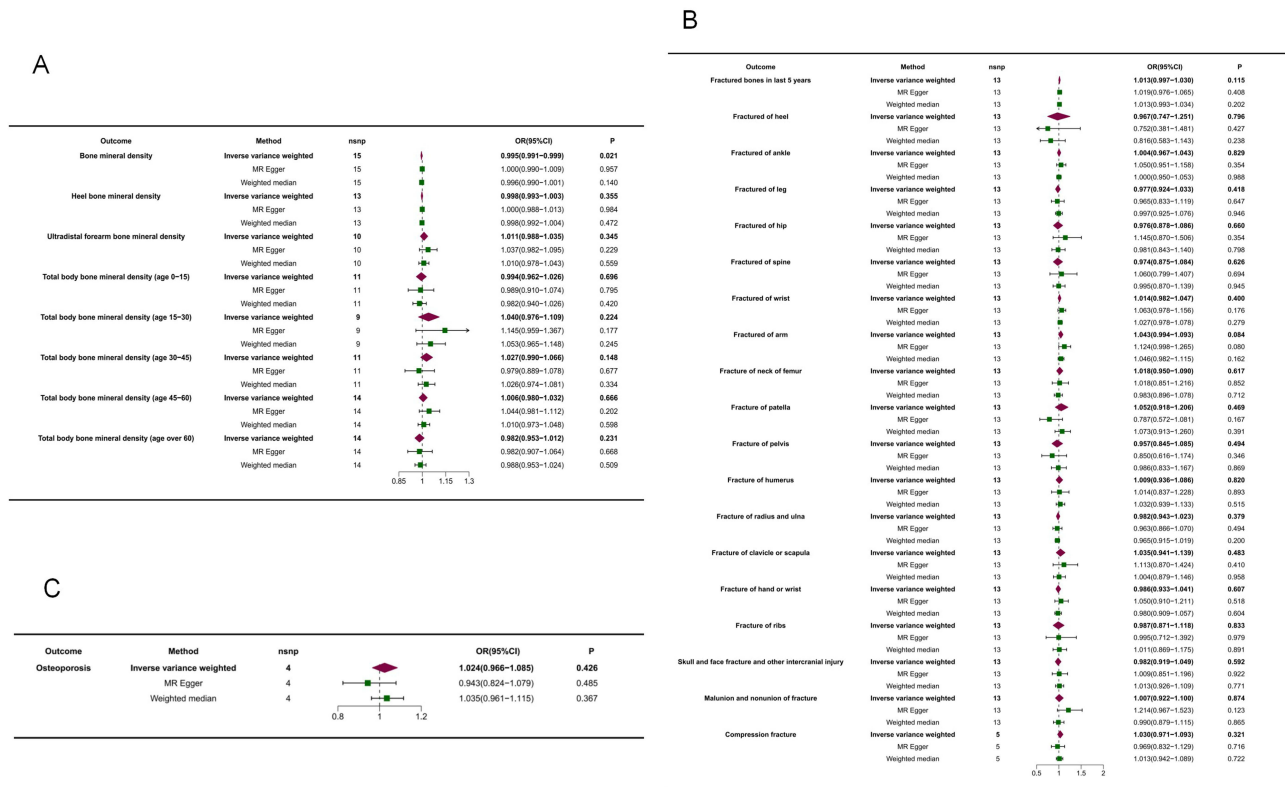 A
Outcome Method nsnp OR(95%CI) P
Bone mineral density Inverse variance weighted 15 0.995(0.991−0.999) 0.021
MR Egger 15 1.000(0.990−1.009) 0.957
Weighted median 15 0.996(0.990−1.001) 0.140
Heel bone mineral density Inverse variance weighted 13 0.998(0.993−1.003) 0.355
MR Egger 13 1.000(0.988−1.013) 0.984
Weighted median 13 0.998(0.992−1.004) 0.472
Ultradistal forearm bone mineral density Inverse variance weighted 10 1.011(0.988−1.035) 0.345
MR Egger 10 1.037(0.982−1.095) 0.229
Weighted median 10 1.010(0.978−1.043) 0.559
Total body bone mineral density (age 0−15) Inverse variance weighted 11 0.994(0.962−1.026) 0.696
MR Egger 11 0.989(0.910−1.074) 0.795
Weighted median 11 0.982(0.940−1.026) 0.420
Total body bone mineral density (age 15−30) Inverse variance weighted 9 1.040(0.976−1.109) 0.224
MR Egger 9 1.145(0.959−1.367) 0.177
Weighted median 9 1.053(0.965−1.148) 0.245
Total body bone mineral density (age 30−45) Inverse variance weighted 11 1.027(0.990−1.066) 0.148
MR Egger 11 0.979(0.889−1.078) 0.677
Weighted median 11 1.026(0.974−1.081) 0.334
Total body bone mineral density (age 45−60) Inverse variance weighted 14 1.006(0.980−1.032) 0.666
MR Egger 14 1.044(0.981−1.112) 0.202
Weighted median 14 1.010(0.973−1.048) 0.598
Total body bone mineral density (age over 60) Inverse variance weighted 14 0.982(0.953−1.012) 0.231
MR Egger 14 0.982(0.907−1.064) 0.668
Weighted median 14 0.988(0.953−1.024) 0.509
0.85 1 1.15 1.3
B
Outcome Method nsnp OR(95%CI) P
Fractured bones in last 5 years Inverse variance weighted 13 1.013(0.997−1.030) 0.115
MR Egger 13 1.019(0.976−1.065) 0.408
Weighted median 13 1.013(0.993−1.034) 0.202
Fractured of heel Inverse variance weighted 13 0.967(0.747−1.251) 0.796
MR Egger 13 0.752(0.381−1.481) 0.427
Weighted median 13 0.816(0.583−1.143) 0.238
Fractured of ankle Inverse variance weighted 13 1.004(0.967−1.043) 0.829
MR Egger 13 1.050(0.951−1.158) 0.354
Weighted median 13 1.000(0.950−1.053) 0.988
Fractured of leg Inverse variance weighted 13 0.977(0.924−1.033) 0.418
MR Egger 13 0.965(0.833−1.119) 0.647
Weighted median 13 0.997(0.925−1.076) 0.946
Fractured of hip Inverse variance weighted 13 0.976(0.878−1.086) 0.660
MR Egger 13 1.145(0.870−1.506) 0.354
Weighted median 13 0.981(0.843−1.140) 0.798
Fractured of spine Inverse variance weighted 13 0.974(0.875−1.084) 0.626
MR Egger 13 1.060(0.799−1.407) 0.694
Weighted median 13 0.995(0.870−1.139) 0.945
Fractured of wrist Inverse variance weighted 13 1.014(0.982−1.047) 0.400
MR Egger 13 1.063(0.978−1.156) 0.176
Weighted median 13 1.027(0.978−1.078) 0.279
Fractured of arm Inverse variance weighted 13 1.043(0.994−1.093) 0.084
MR Egger 13 1.124(0.998−1.265) 0.080
Weighted median 13 1.046(0.982−1.115) 0.162
Fracture of neck of femur Inverse variance weighted 13 1.018(0.950−1.090) 0.617
MR Egger 13 1.018(0.851−1.216) 0.852
Weighted median 13 0.983(0.896−1.078) 0.712
Fracture of patella Inverse variance weighted 13 1.052(0.918−1.206) 0.469
MR Egger 13 0.787(0.572−1.081) 0.167
Weighted median 13 1.073(0.913−1.260) 0.391
Fracture of pelvis Inverse variance weighted 13 0.957(0.845−1.085) 0.494
MR Egger 13 0.850(0.616−1.174) 0.346
Weighted median 13 0.986(0.833−1.167) 0.869
Fracture of humerus Inverse variance weighted 13 1.009(0.936−1.086) 0.820
MR Egger 13 1.014(0.837−1.228) 0.893
Weighted median 13 1.032(0.939−1.133) 0.515
Fracture of radius and ulna Inverse variance weighted 13 0.982(0.943−1.023) 0.379
MR Egger 13 0.963(0.866−1.070) 0.494
Weighted median 13 0.965(0.915−1.019) 0.200
Fracture of clavicle or scapula Inverse variance weighted 13 1.035(0.941−1.139) 0.483
MR Egger 13 1.113(0.870−1.424) 0.410
Weighted median 13 1.004(0.879−1.146) 0.958
Fracture of hand or wrist Inverse variance weighted 13 0.986(0.933−1.041) 0.607
MR Egger 13 1.050(0.910−1.211) 0.518
Weighted median 13 0.980(0.909−1.057) 0.604
Fracture of ribs Inverse variance weighted 13 0.987(0.871−1.118) 0.833
MR Egger 13 0.995(0.712−1.392) 0.979
Weighted median 13 1.011(0.869−1.175) 0.891
Skull and face fracture and other intercranial injury Inverse variance weighted 13 0.982(0.919−1.049) 0.592
MR Egger 13 1.009(0.851−1.196) 0.922
Weighted median 13 1.013(0.926−1.109) 0.771
Malunion and nonunion of fracture Inverse variance weighted 13 1.007(0.922−1.100) 0.874
MR Egger 13 1.214(0.967−1.523) 0.123
Weighted median 13 0.990(0.879−1.115) 0.865
Compression fracture Inverse variance weighted 5 1.030(0.971−1.093) 0.321
MR Egger 5 0.969(0.832−1.129) 0.716
Weighted median 5 1.013(0.942−1.089) 0.722
0.5 1 1.5 2
C
Outcome Method nsnp OR(95%CI) P
Osteoporosis Inverse variance weighted 4 1.024(0.966−1.085) 0.426
MR Egger 4 0.943(0.824−1.079) 0.485
Weighted median 4 1.035(0.961−1.115) 0.367
0.8 1 1.2